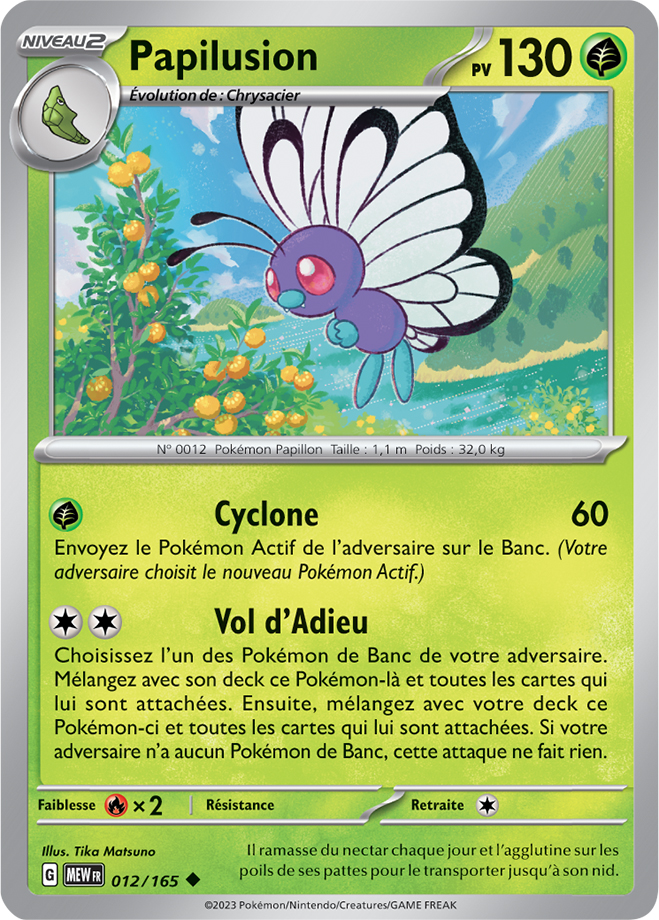 NIVEAU 2
Papilusion
PV 130
Évolution de : Chrysacier
N° 0012 Pokémon Papillon Taille : 1,1 m Poids : 32,0 kg
Cyclone 60
Envoyez le Pokémon Actif de l'adversaire sur le Banc. (Votre
adversaire choisit le nouveau Pokémon Actif.)
Vol d'Adieu
Choisissez l'un des Pokémon de Banc de votre adversaire.
Mélangez avec son deck ce Pokémon-là et toutes les cartes qui
lui sont attachées. Ensuite, mélangez avec votre deck ce
Pokémon-ci et toutes les cartes qui lui sont attachées. Si votre
adversaire n'a aucun Pokémon de Banc, cette attaque ne fait rien.
Faiblesse ×2 Résistance Retraite
Illus. Tika Matsuno
G MEW FR 012/165
Il ramasse du nectar chaque jour et l'agglutine sur les
poils de ses pattes pour le transporter jusqu'à son nid.
©2023 Pokémon/Nintendo/Creatures/GAME FREAK